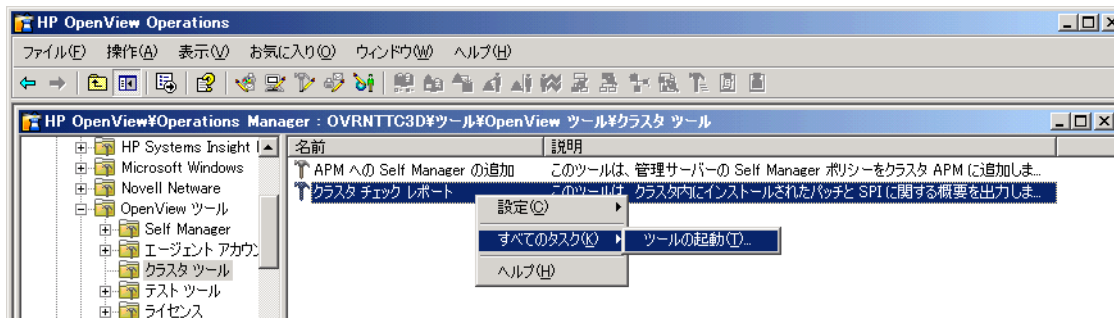 HP OpenView Operations
ファイル(F) 操作(A) 表示(V) お気に入り(O) ウィンドウ(W) ヘルプ(H)
HP OpenView¥Operations Manager : OVRNTTC3D¥ツール¥OpenView ツール¥クラスタ ツール
HP Systems Insight
Microsoft Windows
Novell Netware
OpenView ツール
Self Manager
エージェント アカウン
クラスタ ツール
テスト ツール
ライセンス
名前 説明
APM への Self Manager の追加 このツールは、管理サーバーの Self Manager ポリシーをクラスタ APM に追加しま...
クラスタ チェック レポート このツールは、クラスタ内にインストールされたパッチと SPI に関する概要を出力しま...
設定(C)
すべてのタスク(K) ツールの起動(T)...
ヘルプ(H)